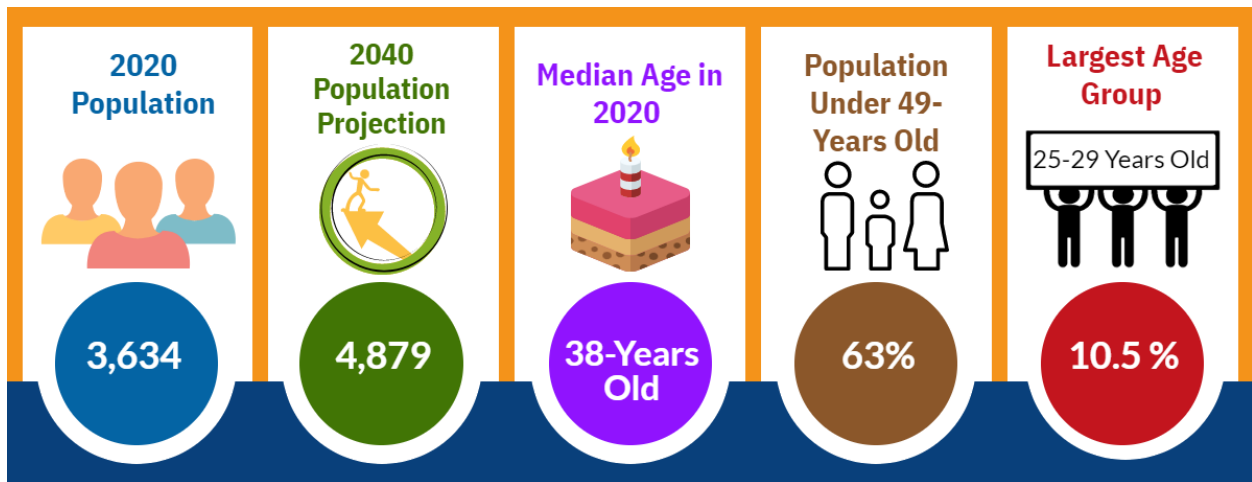 2020
Population
3,634
2040
Population
Projection
4,879
Median Age in
2020
38-Years
Old
Population
Under 49-
Years Old
63%
Largest Age
Group
25-29 Years Old
10.5 %